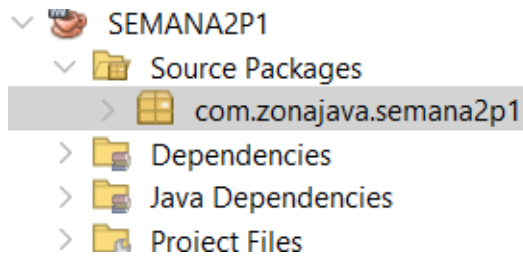 SEMANA2P1
Source Packages
com.zonajava.semana2p1
Dependencies
Java Dependencies
Project Files